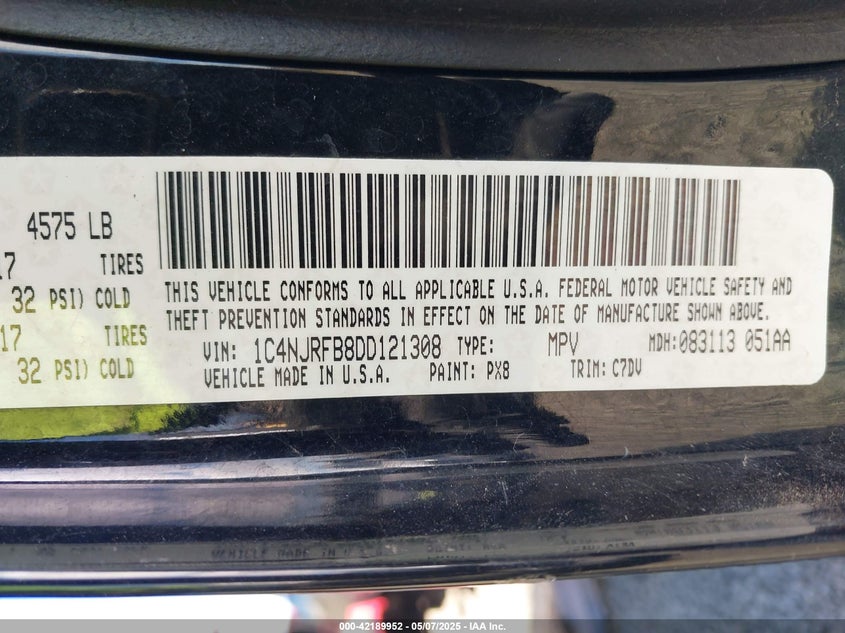 4575 LB
17 TIRES
32 PSI) COLD
17 TIRES
32 PSI) COLD
THIS VEHICLE CONFORMS TO ALL APPLICABLE U.S.A. FEDERAL MOTOR VEHICLE SAFETY AND
THEFT PREVENTION STANDARDS IN EFFECT ON THE DATE OF MANUFACTURE SHOWN ABOVE.
VIN: 1C4NJRFB8DD121308 TYPE: MPV MDH:083113 051AA
VEHICLE MADE IN U.S.A. PAINT: PX8 TRIM: C7DV
000-42189952 - 05/07/2025 - IAA Inc.